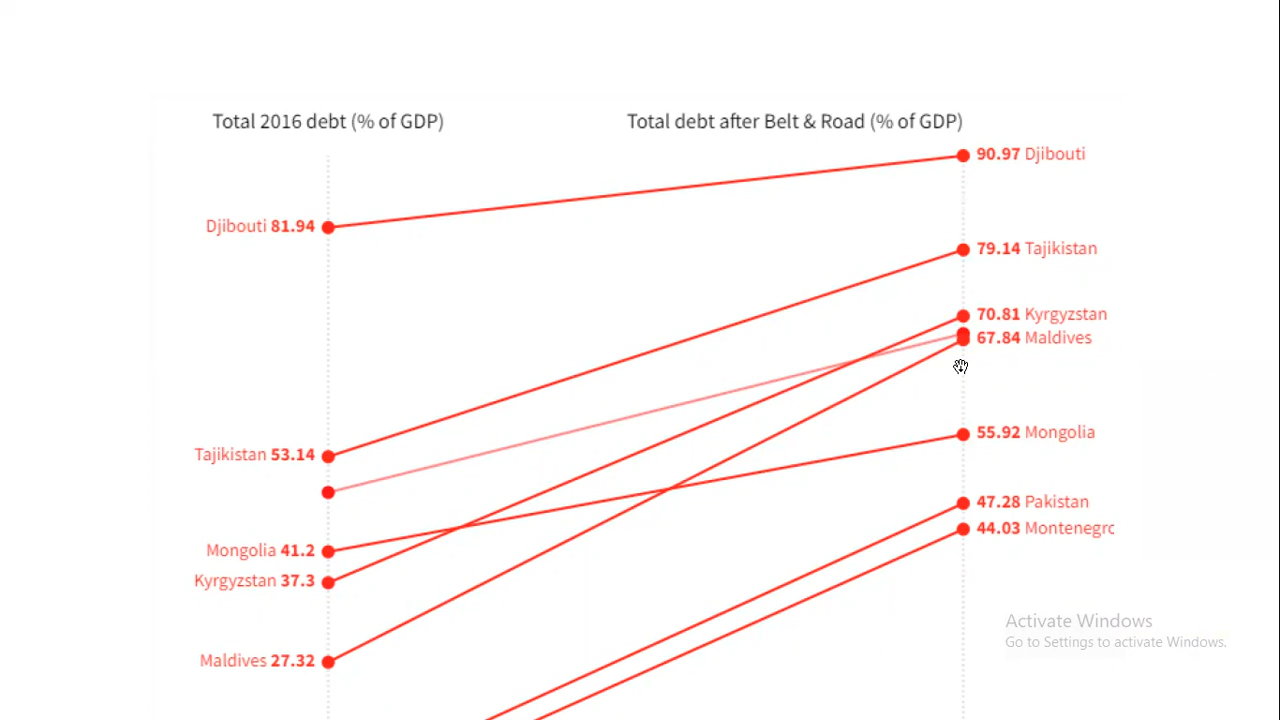 Total 2016 debt (% of GDP)
Total debt after Belt & Road (% of GDP)
90.97 Djibouti
Djibouti 81.94
79.14 Tajikistan
70.81 Kyrgyzstan
67.84 Maldives
55.92 Mongolia
Tajikistan 53.14
47.28 Pakistan
44.03 Montenegrc
Mongolia 41.2
Kyrgyzstan 37.3
Maldives 27.32
Activate Windows
Go to Settings to activate Windows.